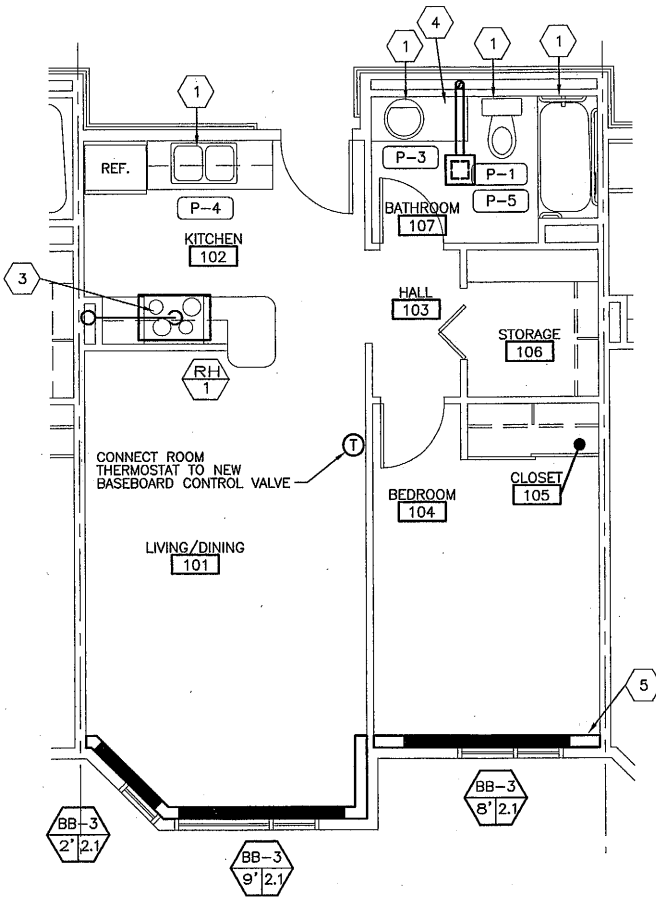 4
1
1
1
1
REF.
P-3
P-1
P-4
P-5
BATHROOM
107
KITCHEN
102
3
HALL
103
STORAGE
106
RH
1
T
CONNECT ROOM
THERMOSTAT TO NEW
BASEBOARD CONTROL VALVE
CLOSET
105
BEDROOM
104
LIVING/DINING
101
5
BB-3
8' 2.1
BB-3
2' 2.1
BB-3
9' 2.1